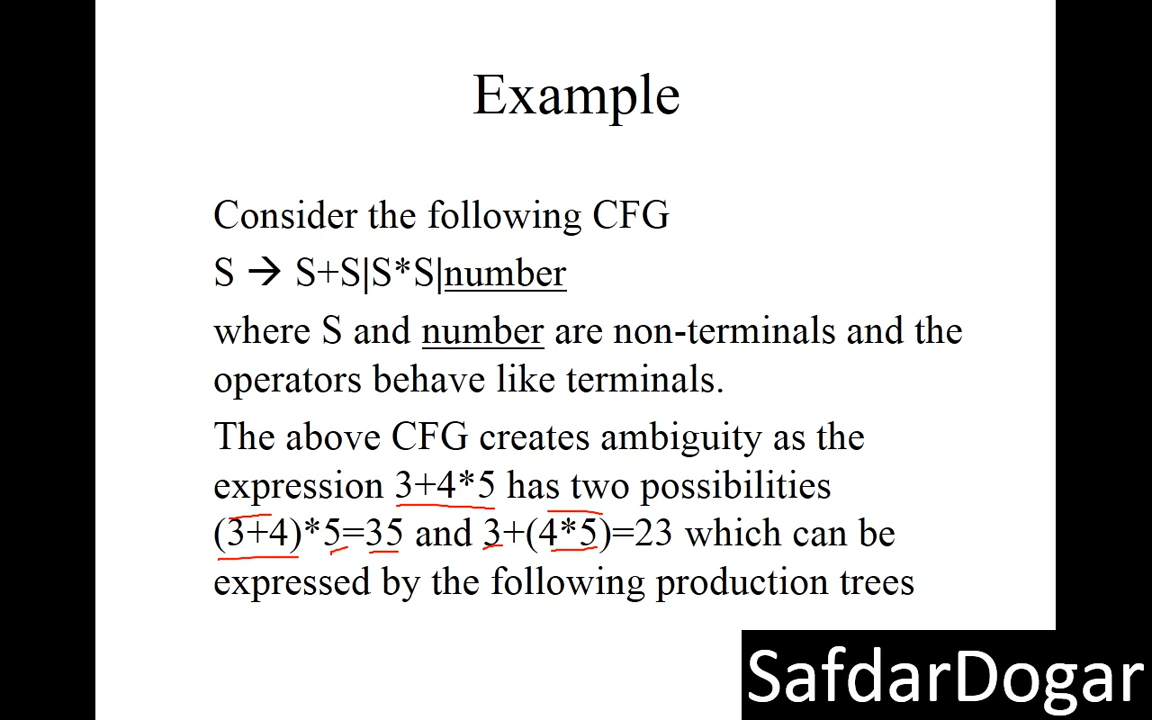 Example
Consider the following CFG
S → S+S|S*S|number
where S and number are non-terminals and the
operators behave like terminals.
The above CFG creates ambiguity as the
expression 3+4*5 has two possibilities
(3+4)*5=35 and 3+(4*5)=23 which can be
expressed by the following production trees
SafdarDogar